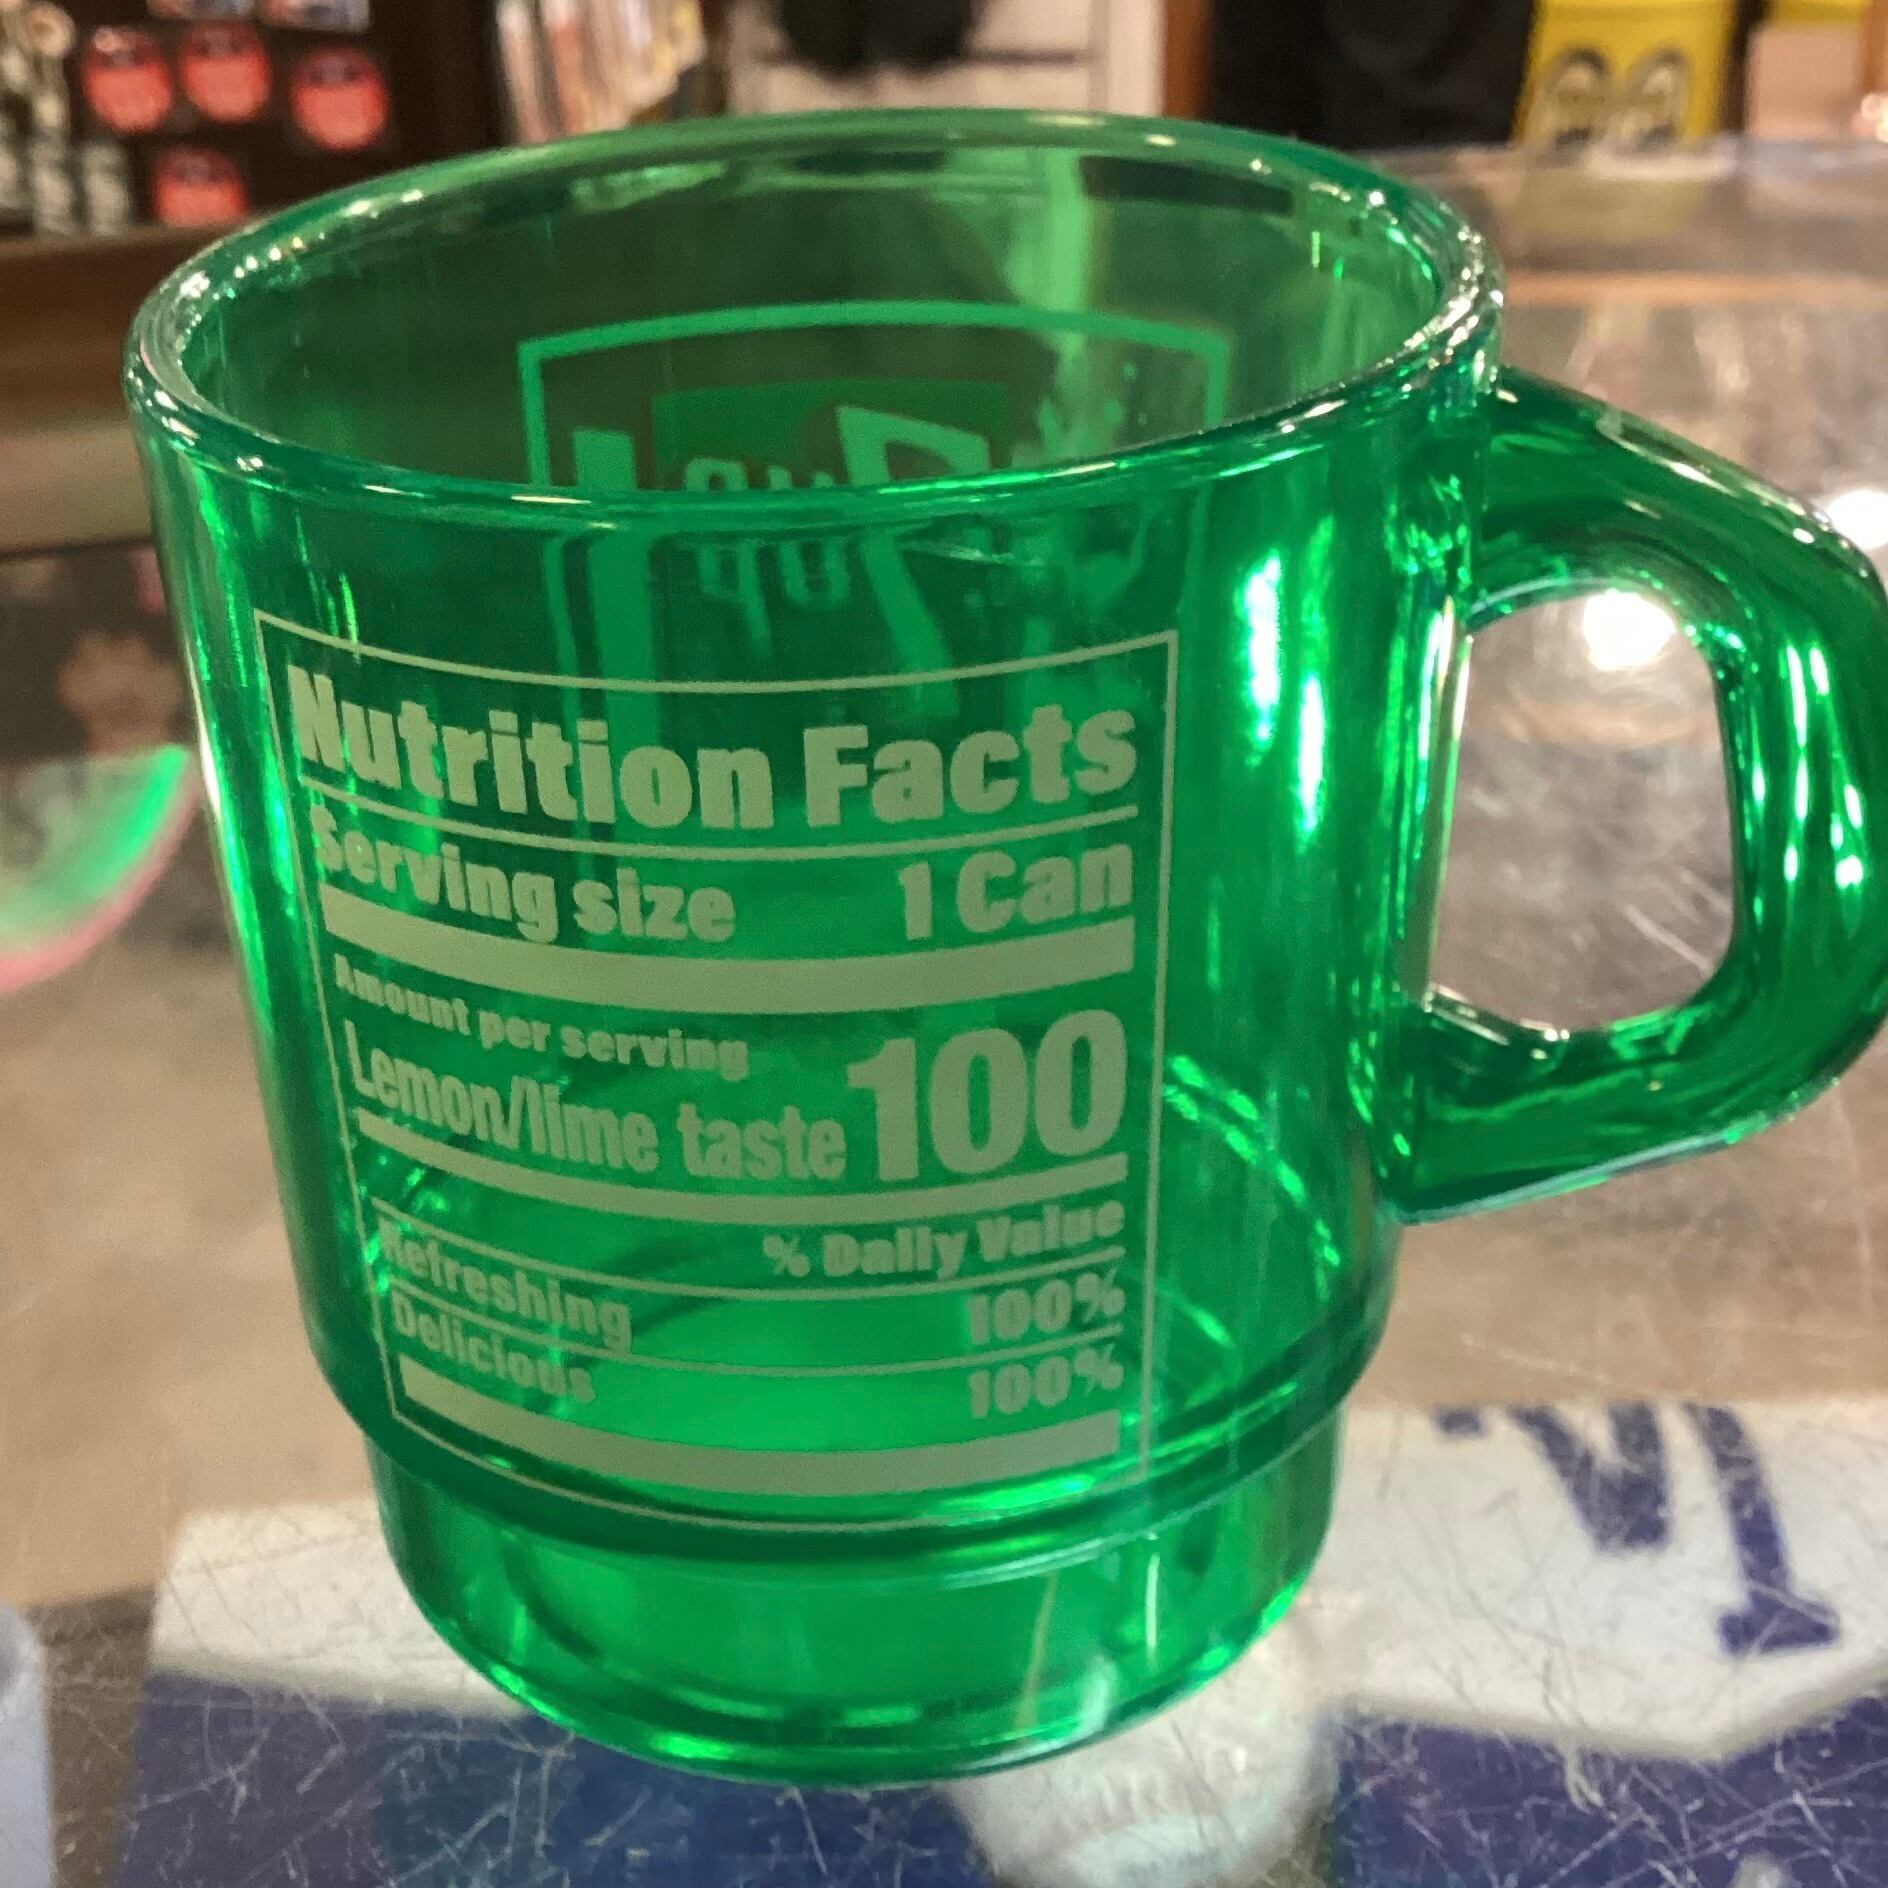 Nutrition Facts
Serving size 1 Can
Amount per serving
Lemon/lime taste 100
% Daily Value
Refreshing 100%
Delicious 100%